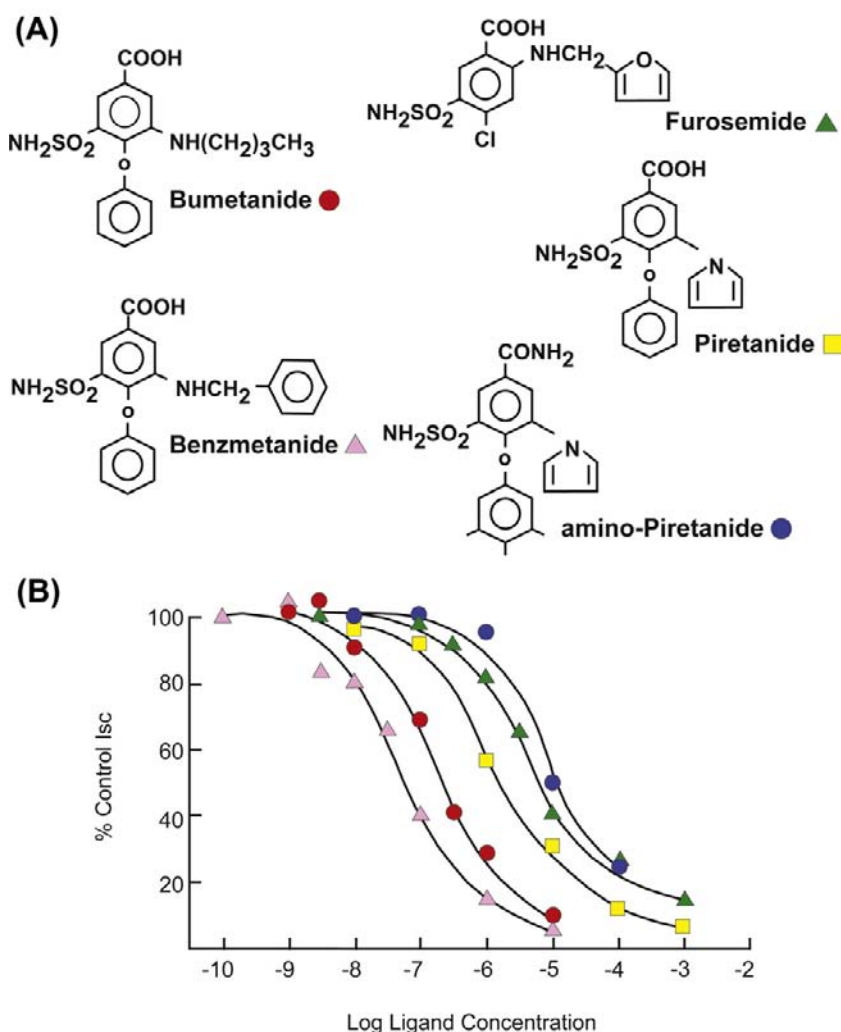 (A)
COOH
NH2SO2
NH(CH2)3CH3
o
Bumetanide
COOH
NHCH2
O
NH2SO2
Cl
Furosemide
COOH
NH2SO2
N
o
Piretanide
COOH
NH2SO2
NHCH2
o
Benzmetanide
CONH2
NH2SO2
N
o
amino-Piretanide
(B)
100
80
60
40
20
% Control Isc
-10 -9 -8 -7 -6 -5 -4 -3 -2
Log Ligand Concentration